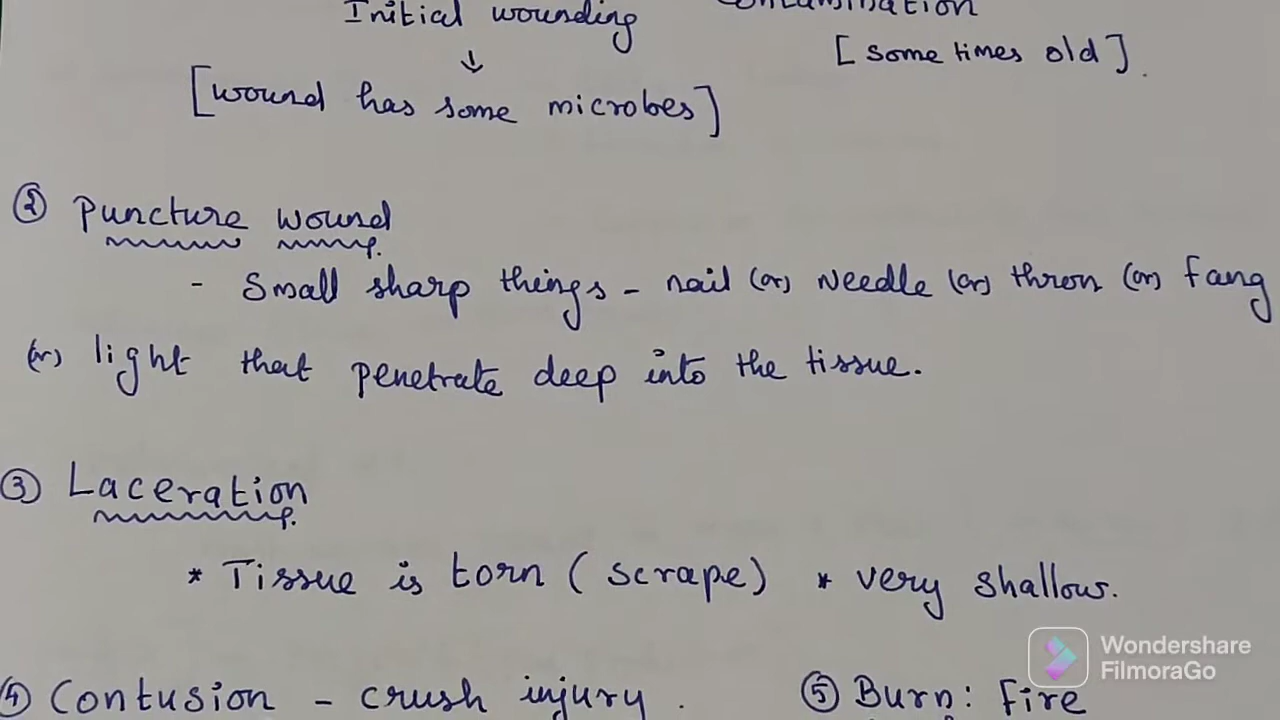 Initial wounding Contamination
↓ [some times old].
[wound has some microbes]
② Puncture wound
- Small sharp things - nail (or) Needle (or) thron (or) Fang
(or) light that penetrate deep into the tissue.
③ Laceration
* Tissue is torn (scrape) * very shallow.
④ Contusion - crush injury. ⑤ Burn: Fire
Wondershare
FilmoraGo